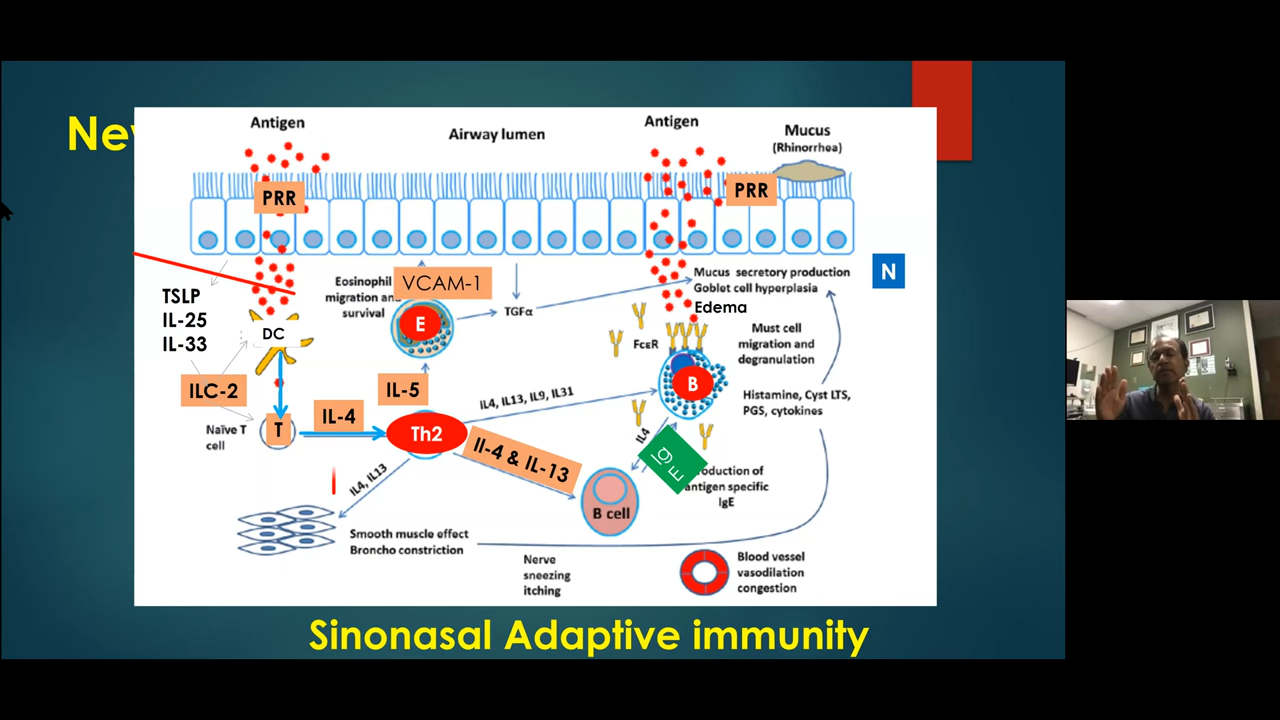 New
Antigen
Airway lumen
Antigen
Mucus
(Rhinorrhea)
PRR
PRR
N
TSLP
IL-25
IL-33
DC
Eosinophil
migration and
survival
VCAM-1
E
TGFα
Mucus secretory production
Goblet cell hyperplasia
Edema
FcεR
Must cell
migration and
degranulation
B
Histamine, Cyst LTS,
PGS, cytokines
ILC-2
IL-5
IL4, IL13, IL9, IL31
Naïve T
cell
T
IL-4
Th2
Il-4 & IL-13
IL4
Ig
E
roduction of
antigen specific
IgE
IL4, IL13
B cell
Smooth muscle effect
Broncho constriction
Nerve
sneezing
itching
Blood vessel
vasodilation
congestion
Sinonasal Adaptive immunity